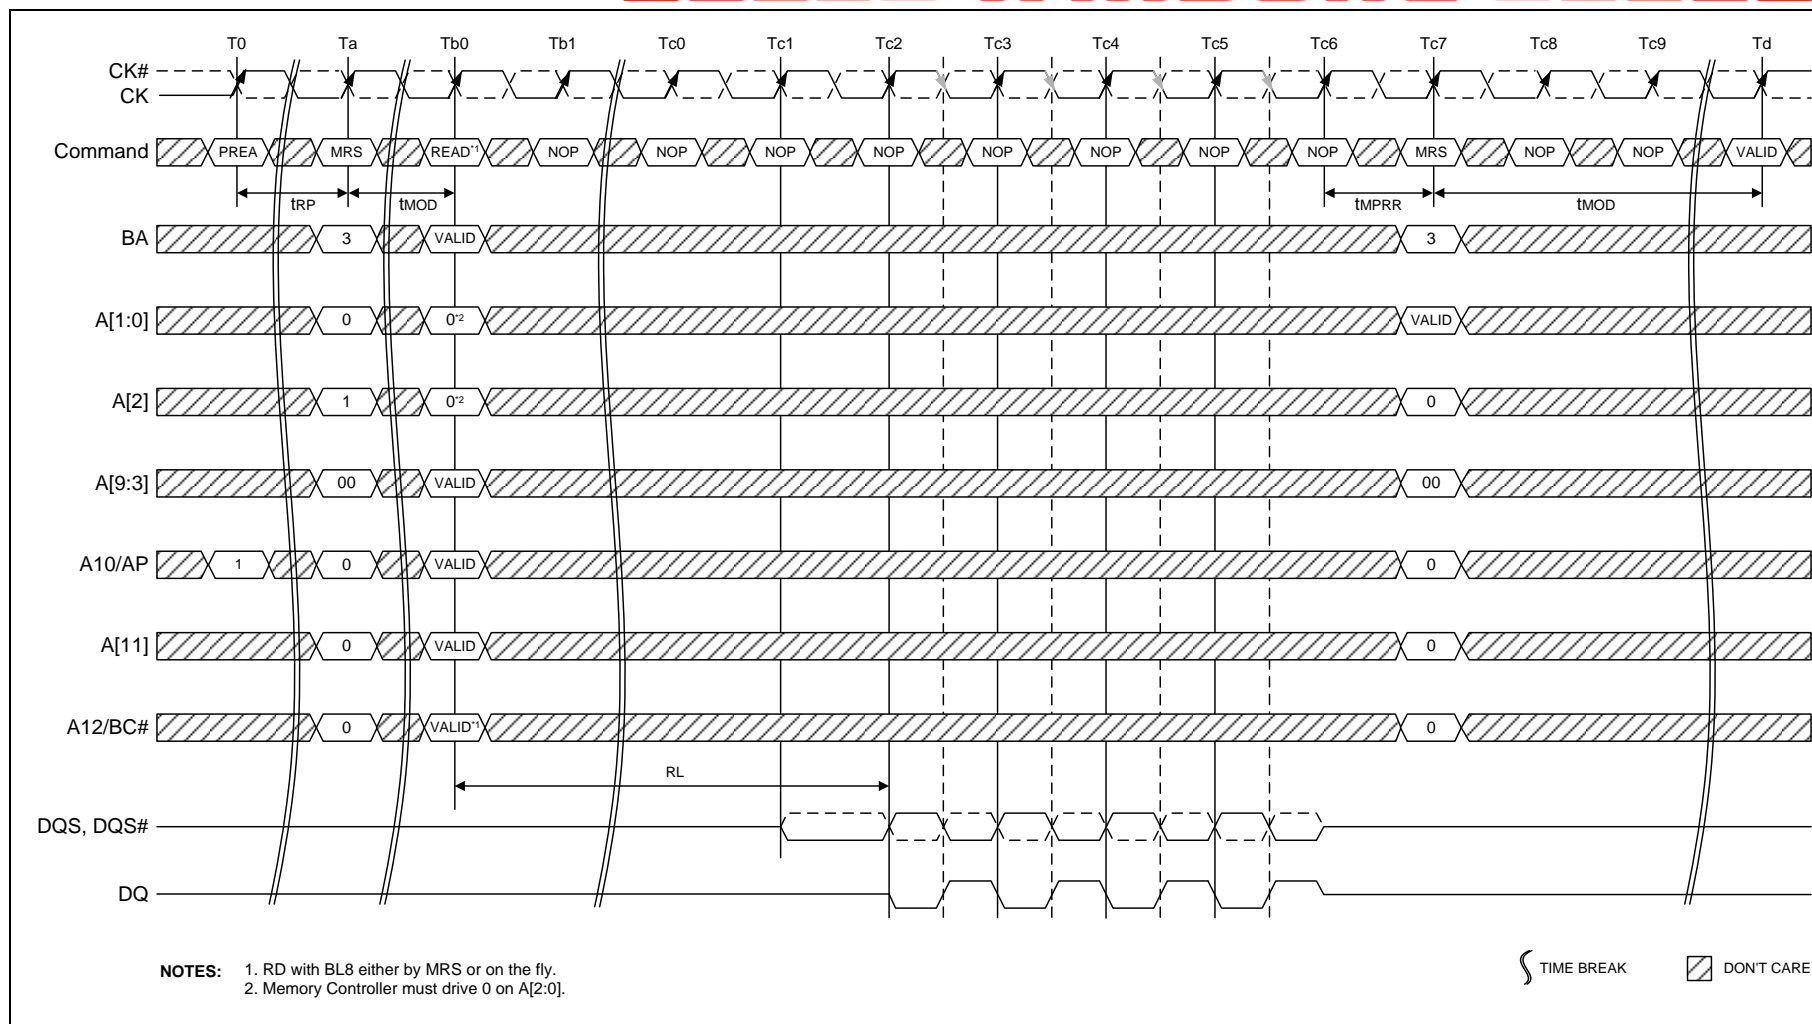 T0 Ta Tb0 Tb1 Tc0 Tc1 Tc2 Tc3 Tc4 Tc5 Tc6 Tc7 Tc8 Tc9 Td
CK#
CK
Command PREA MRS READ*1 NOP NOP NOP NOP NOP NOP NOP NOP MRS NOP NOP VALID
tRP tMOD tMPRR tMOD
BA 3 VALID 3
A[1:0] 0 0*2 VALID
A[2] 1 0*2 0
A[9:3] 00 VALID 00
A10/AP 1 0 VALID 0
A[11] 0 VALID 0
A12/BC# 0 VALID*1 0
RL
DQS, DQS#
DQ
NOTES: 1. RD with BL8 either by MRS or on the fly.
2. Memory Controller must drive 0 on A[2:0].
TIME BREAK DON'T CARE